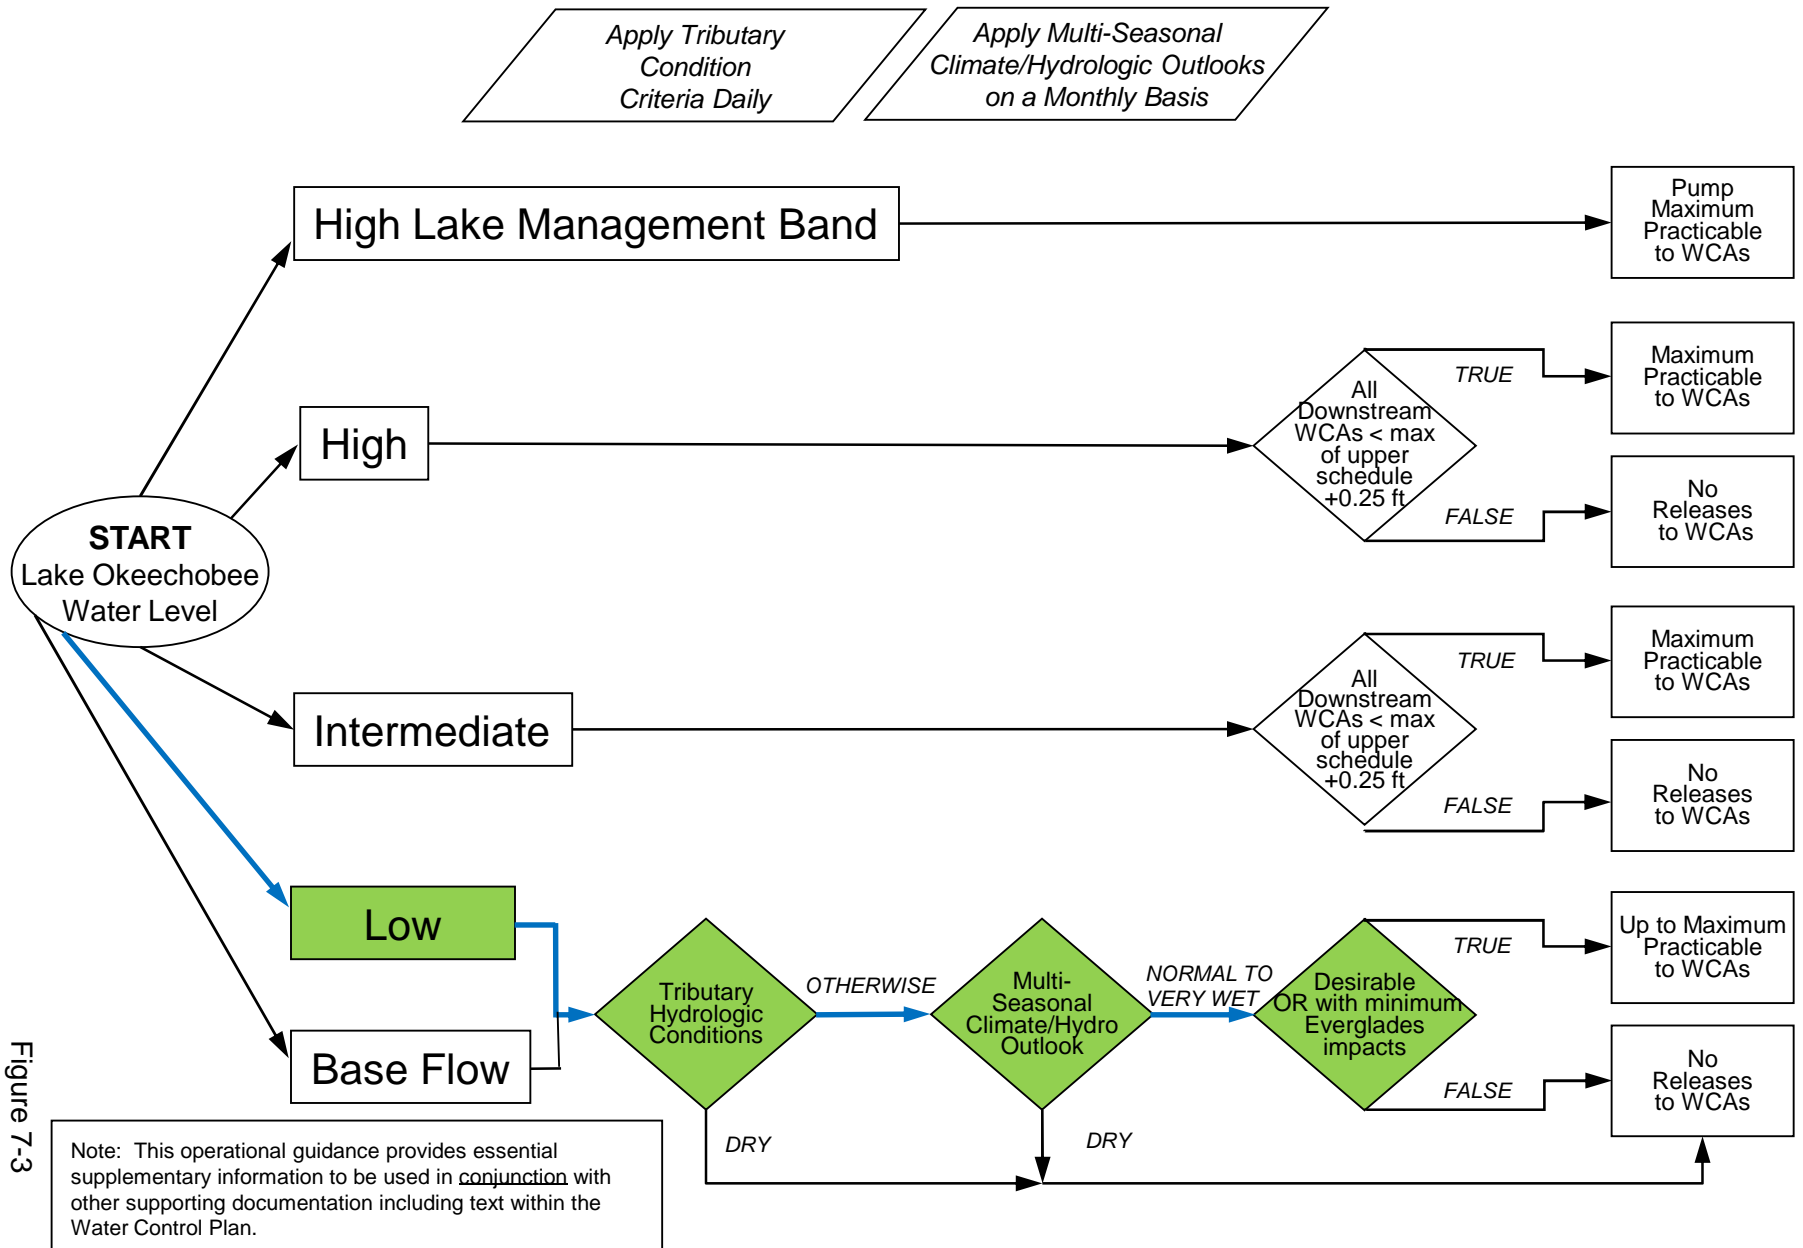 Apply Tributary
Condition
Criteria Daily
Apply Multi-Seasonal
Climate/Hydrologic Outlooks
on a Monthly Basis
High Lake Management Band
Pump
Maximum
Practicable
to WCAs
High
All
Downstream
WCAs < max
of upper
schedule
+0.25 ft
TRUE
Maximum
Practicable
to WCAs
FALSE
No
Releases
to WCAs
START
Lake Okeechobee
Water Level
Intermediate
All
Downstream
WCAs < max
of upper
schedule
+0.25 ft
TRUE
Maximum
Practicable
to WCAs
FALSE
No
Releases
to WCAs
Low
Base Flow
Tributary
Hydrologic
Conditions
OTHERWISE
DRY
Multi-
Seasonal
Climate/Hydro
Outlook
NORMAL TO
VERY WET
DRY
Desirable
OR with minimum
Everglades
impacts
TRUE
Up to Maximum
Practicable
to WCAs
FALSE
No
Releases
to WCAs
Figure 7-3
Note: This operational guidance provides essential
supplementary information to be used in conjunction with
other supporting documentation including text within the
Water Control Plan.